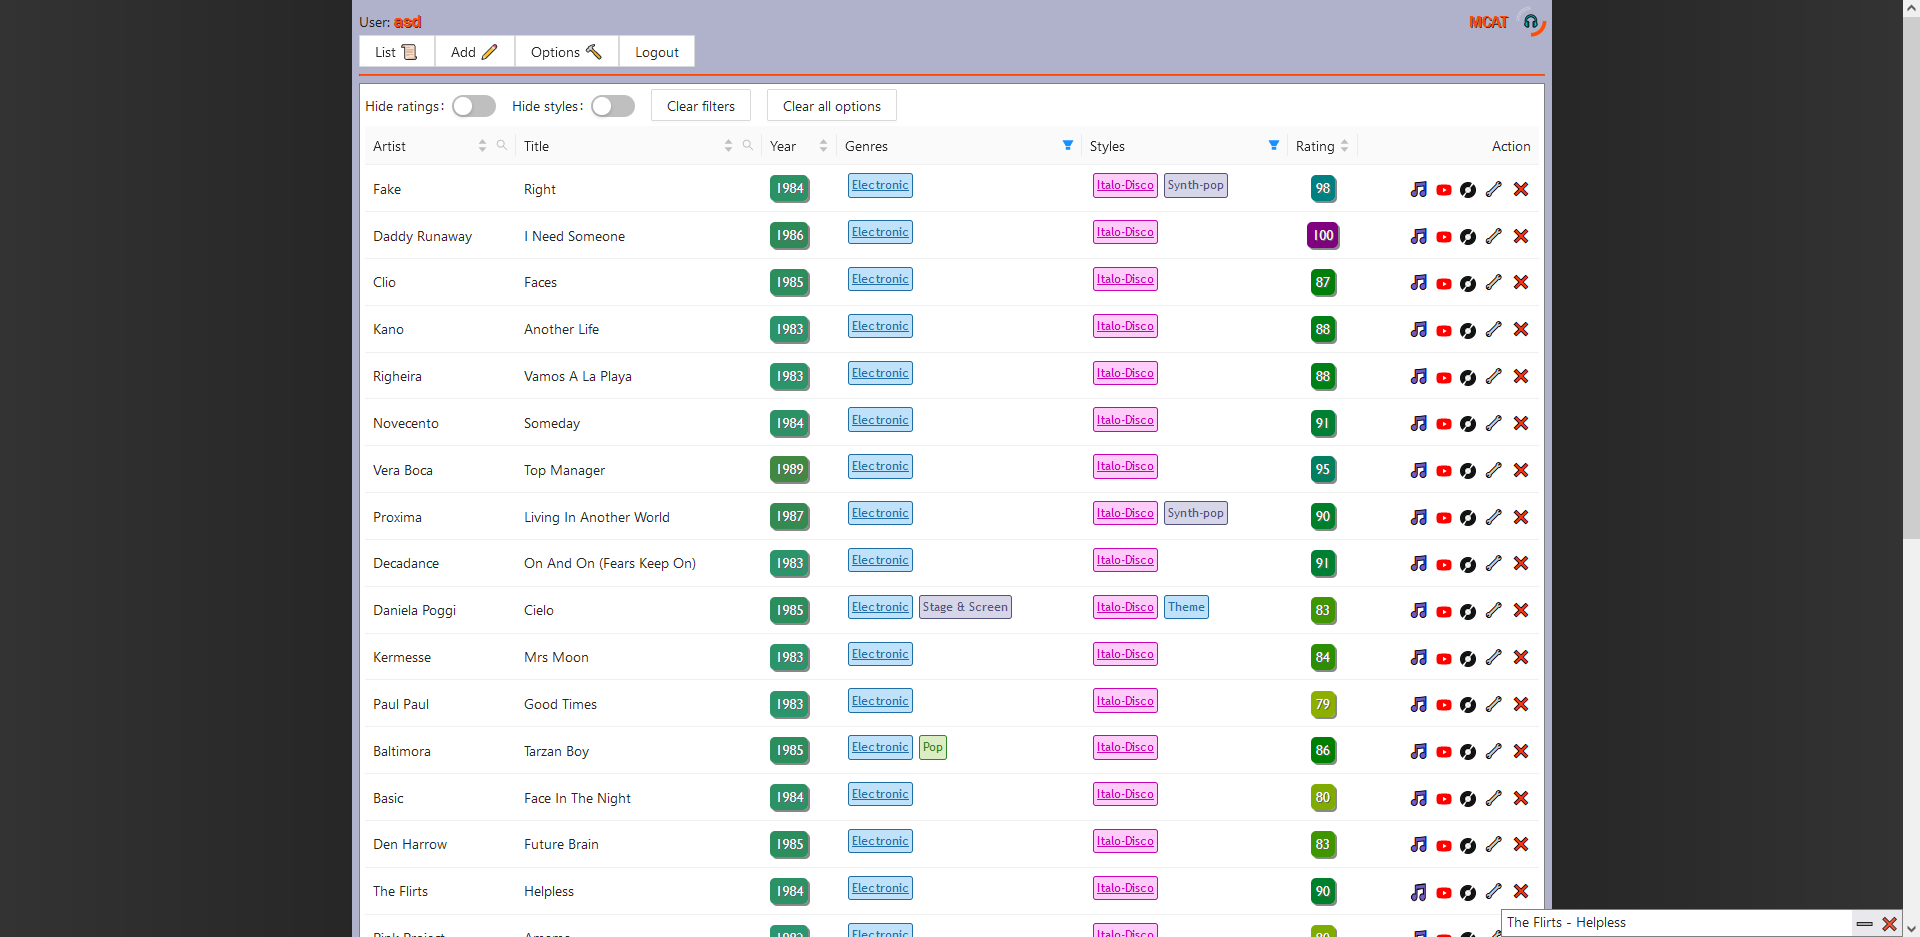 User: asd MCAT
List Add Options Logout
Hide ratings: Hide styles: Clear filters Clear all options
Artist Title Year Genres Styles Rating Action
Fake Right 1984 Electronic Italo-Disco Synth-pop 98
Daddy Runaway I Need Someone 1986 Electronic Italo-Disco 100
Clio Faces 1985 Electronic Italo-Disco 87
Kano Another Life 1983 Electronic Italo-Disco 88
Righeira Vamos A La Playa 1983 Electronic Italo-Disco 88
Novecento Someday 1984 Electronic Italo-Disco 91
Vera Boca Top Manager 1989 Electronic Italo-Disco 95
Proxima Living In Another World 1987 Electronic Italo-Disco Synth-pop 90
Decadance On And On (Fears Keep On) 1983 Electronic Italo-Disco 91
Daniela Poggi Cielo 1985 Electronic Stage & Screen Italo-Disco Theme 83
Kermesse Mrs Moon 1983 Electronic Italo-Disco 84
Paul Paul Good Times 1983 Electronic Italo-Disco 79
Baltimora Tarzan Boy 1985 Electronic Pop Italo-Disco 86
Basic Face In The Night 1984 Electronic Italo-Disco 80
Den Harrow Future Brain 1985 Electronic Italo-Disco 83
The Flirts Helpless 1984 Electronic Italo-Disco 90
Electronic Italo-Disco
The Flirts - Helpless